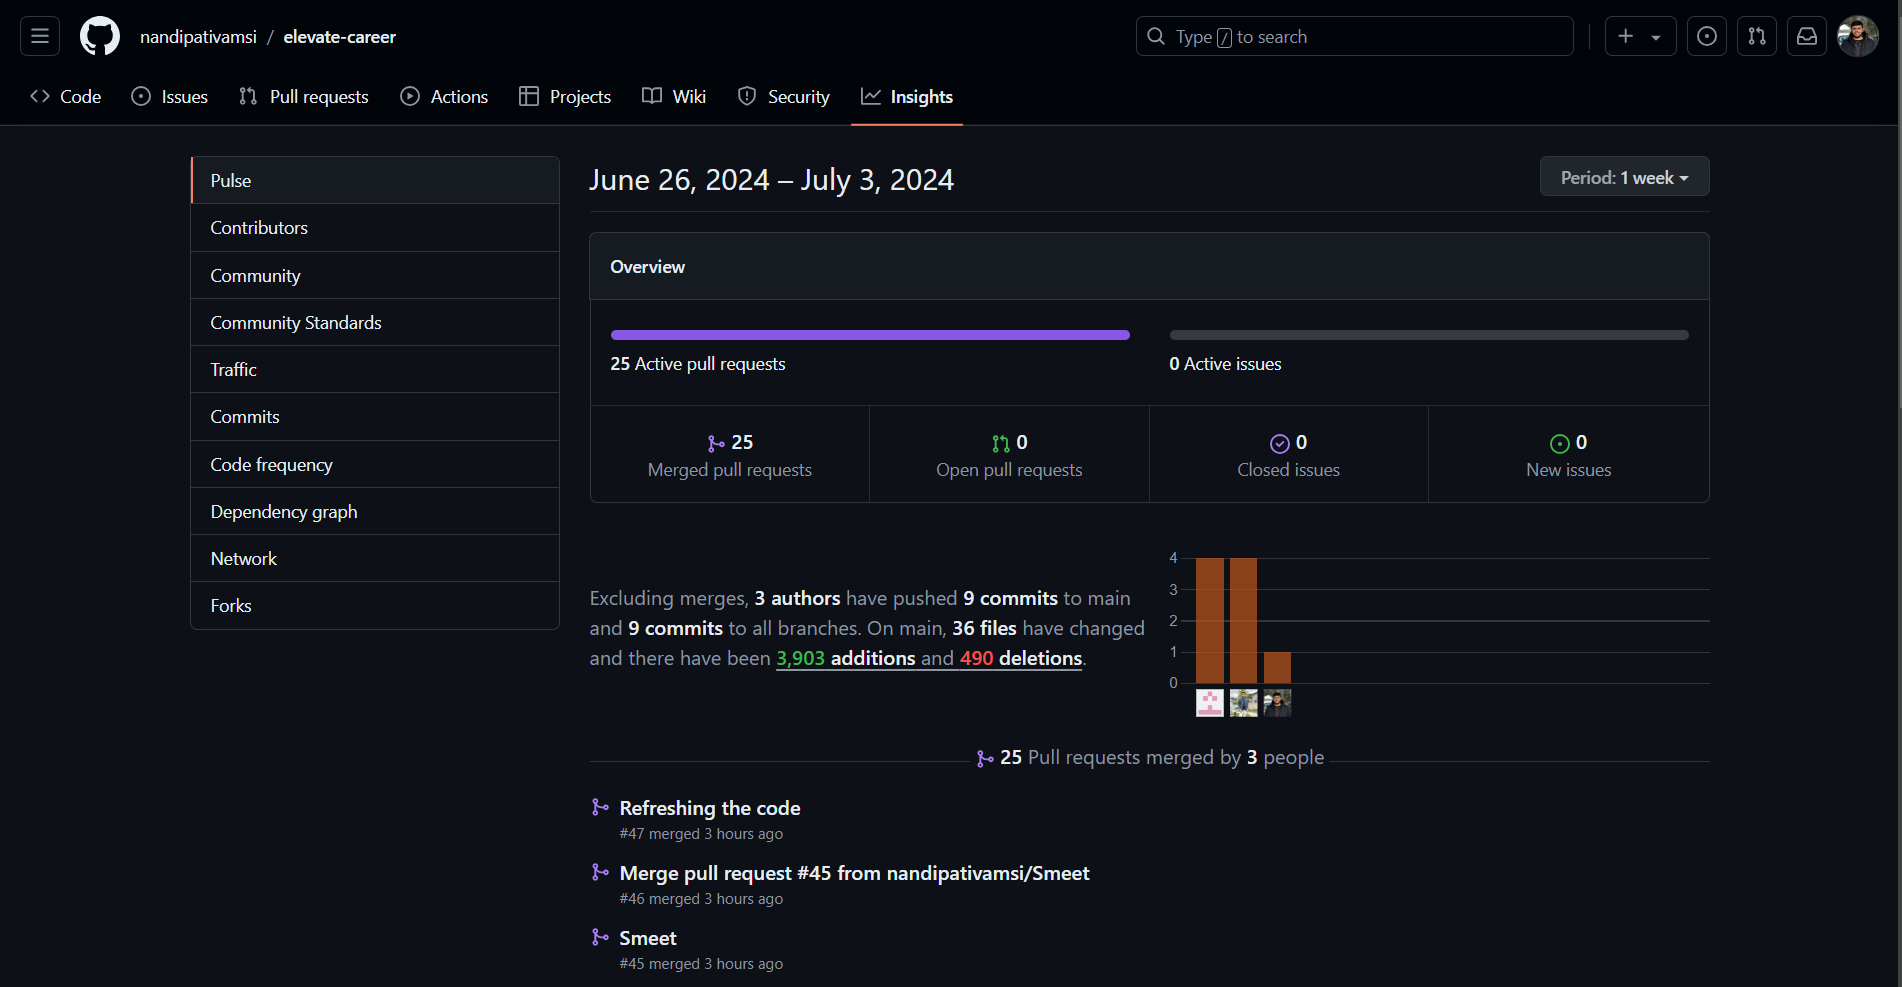 nandipativamsi / elevate-career
Type / to search
Code Issues Pull requests Actions Projects Wiki Security Insights
Pulse
Contributors
Community
Community Standards
Traffic
Commits
Code frequency
Dependency graph
Network
Forks
June 26, 2024 – July 3, 2024
Period: 1 week
Overview
25 Active pull requests
0 Active issues
25
Merged pull requests
0
Open pull requests
0
Closed issues
0
New issues
Excluding merges, 3 authors have pushed 9 commits to main
and 9 commits to all branches. On main, 36 files have changed
and there have been 3,903 additions and 490 deletions.
4
3
2
1
0
25 Pull requests merged by 3 people
Refreshing the code
#47 merged 3 hours ago
Merge pull request #45 from nandipativamsi/Smeet
#46 merged 3 hours ago
Smeet
#45 merged 3 hours ago